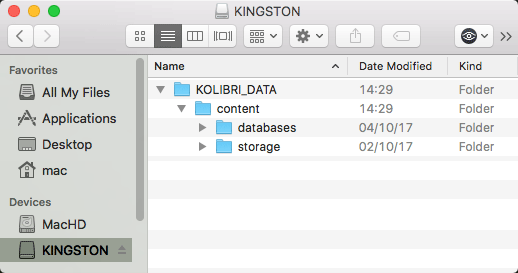 KINGSTON
Name Date Modified Kind
Favorites
All My Files
Applications
Desktop
mac
Devices
MacHD
KINGSTON
KOLIBRI_DATA 14:29 Folder
content 14:29 Folder
databases 04/10/17 Folder
storage 02/10/17 Folder